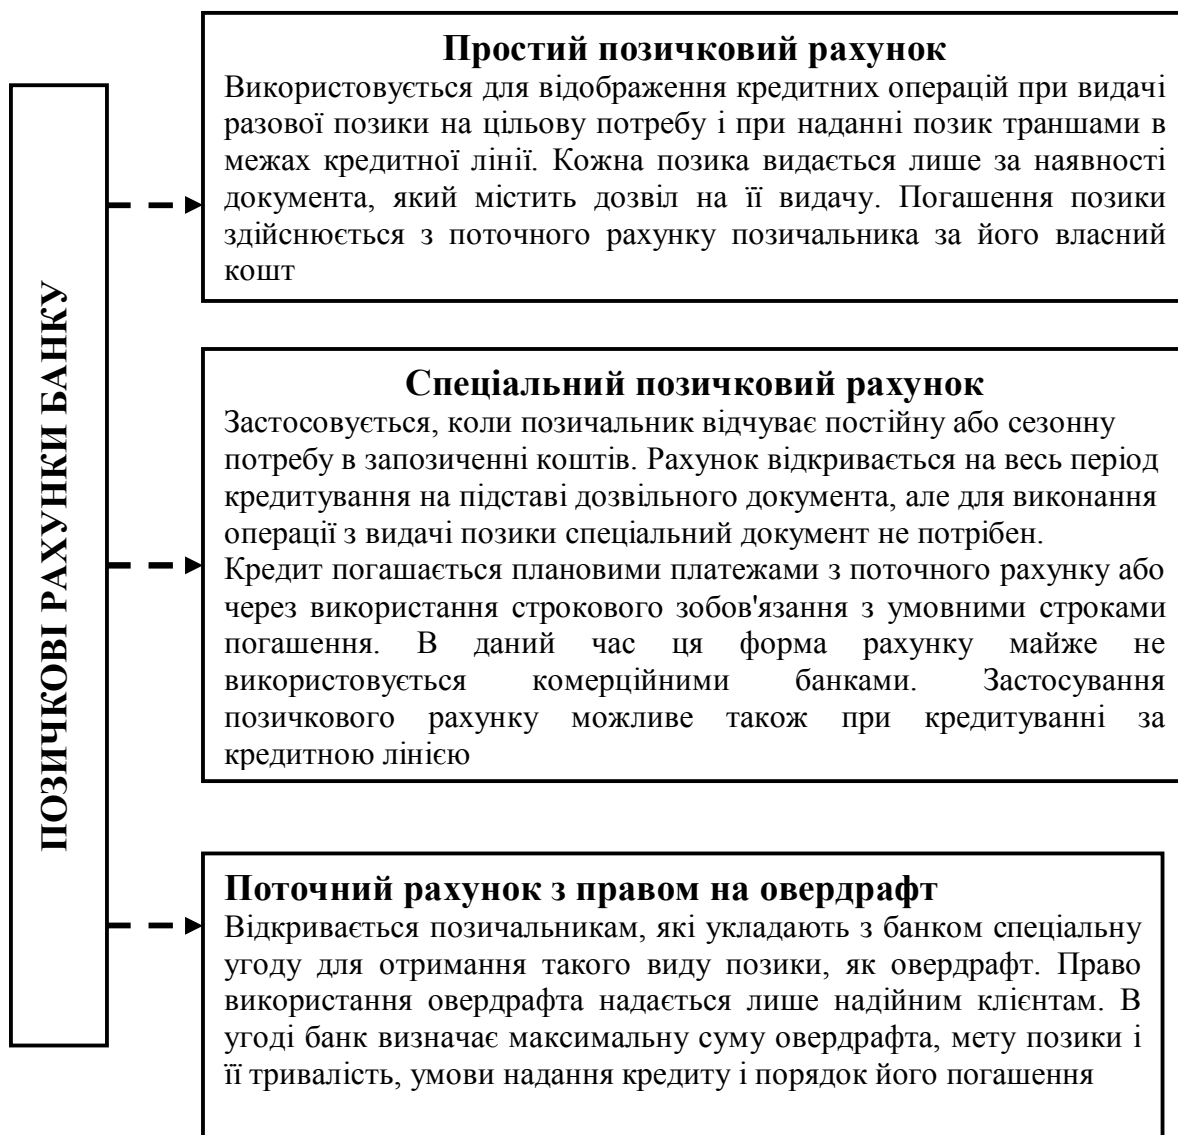 ПОЗИЧКОВІ РАХУНКИ БАНКУ
Простий позичковий рахунок
Використовується для відображення кредитних операцій при видачі
разової позики на цільову потребу і при наданні позик траншами в
межах кредитної лінії. Кожна позика видається лише за наявності
документа, який містить дозвіл на її видачу. Погашення позики
здійснюється з поточного рахунку позичальника за його власний
кошт
Спеціальний позичковий рахунок
Застосовується, коли позичальник відчуває постійну або сезонну
потребу в запозиченні коштів. Рахунок відкривається на весь період
кредитування на підставі дозвільного документа, але для виконання
операції з видачі позики спеціальний документ не потрібен.
Кредит погашається плановими платежами з поточного рахунку або
через використання строкового зобов'язання з умовними строками
погашення. В даний час ця форма рахунку майже не
використовується комерційними банками. Застосування
позичкового рахунку можливе також при кредитуванні за
кредитною лінією
Поточний рахунок з правом на овердрафт
Відкривається позичальникам, які укладають з банком спеціальну
угоду для отримання такого виду позики, як овердрафт. Право
використання овердрафта надається лише надійним клієнтам. В
угоді банк визначає максимальну суму овердрафта, мету позики і
її тривалість, умови надання кредиту і порядок його погашення